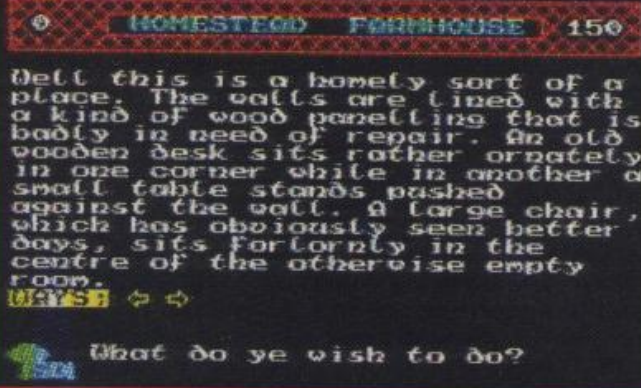 0 HOMESTEAD FARMHOUSE 150
Well this is a homely sort of a
place. The walls are lined with
a kind of wood panelling that is
badly in need of repair. An old
wooden desk sits rather ornately
in one corner while in another a
small table stands pushed
against the wall. A large chair,
which has obviously seen better
days, sits forlornly in the
centre of the otherwise empty
room.
WAYS: ⇦ ⇨
What do ye wish to do?